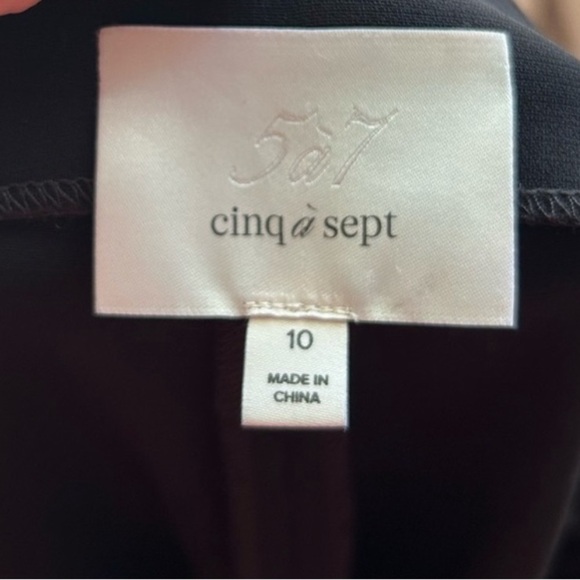 5à7
cinq à sept
10
MADE IN
CHINA